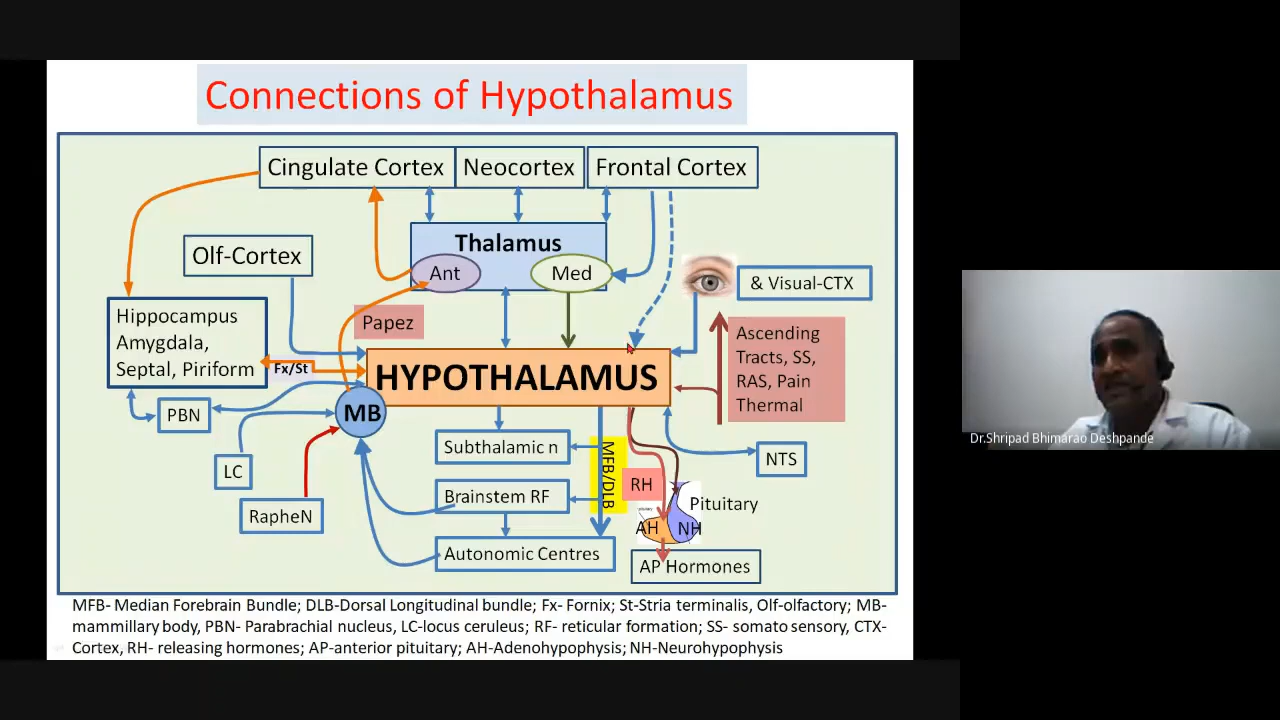 Connections of Hypothalamus
Cingulate Cortex
Neocortex
Frontal Cortex
Thalamus
Ant
Med
Olf-Cortex
& Visual-CTX
Papez
Hippocampus
Amygdala,
Septal, Piriform
Fx/St
HYPOTHALAMUS
Ascending
Tracts, SS,
RAS, Pain
Thermal
MB
PBN
LC
RapheN
Subthalamic n
Brainstem RF
Autonomic Centres
MFB/DLB
RH
NTS
Pituitary
AH
NH
AP Hormones
MFB- Median Forebrain Bundle; DLB-Dorsal Longitudinal bundle; Fx- Fornix; St-Stria terminalis, Olf-olfactory; MB-
mammillary body, PBN- Parabrachial nucleus, LC-locus ceruleus; RF- reticular formation; SS- somato sensory, CTX-
Cortex, RH- releasing hormones; AP-anterior pituitary; AH-Adenohypophysis; NH-Neurohypophysis
Dr.Shripad Bhimarao Deshpande